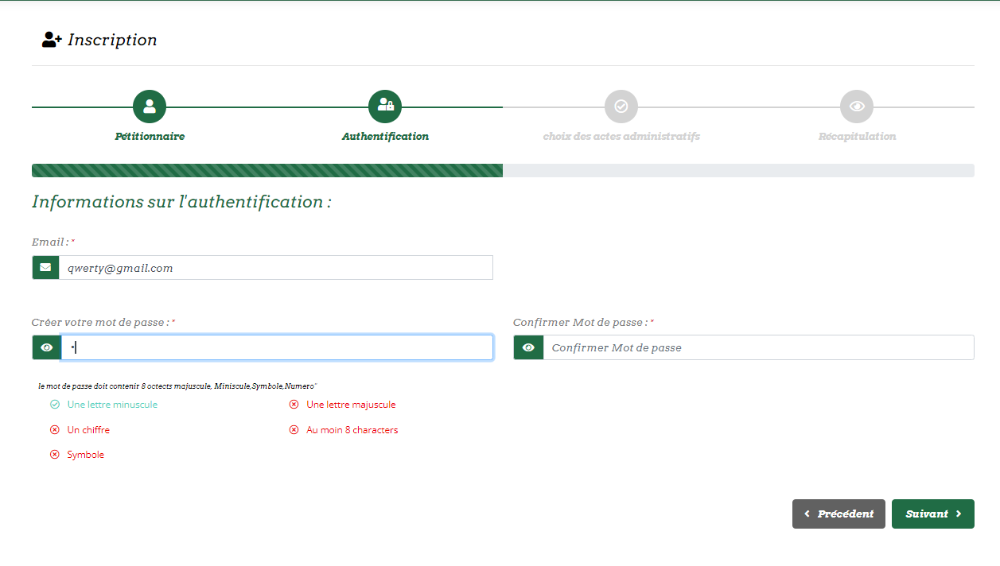 Inscription
Pétitionnaire
Authentification
choix des actes administratifs
Récapitulation
Informations sur l'authentification :
Email : *
qwerty@gmail.com
Créer votre mot de passe : *
Confirmer Mot de passe : *
•
Confirmer Mot de passe
le mot de passe doit contenir 8 octects majuscule, Miniscule,Symbole,Numero"
Une lettre minuscule
Une lettre majuscule
Un chiffre
Au moin 8 characters
Symbole
Précédent
Suivant